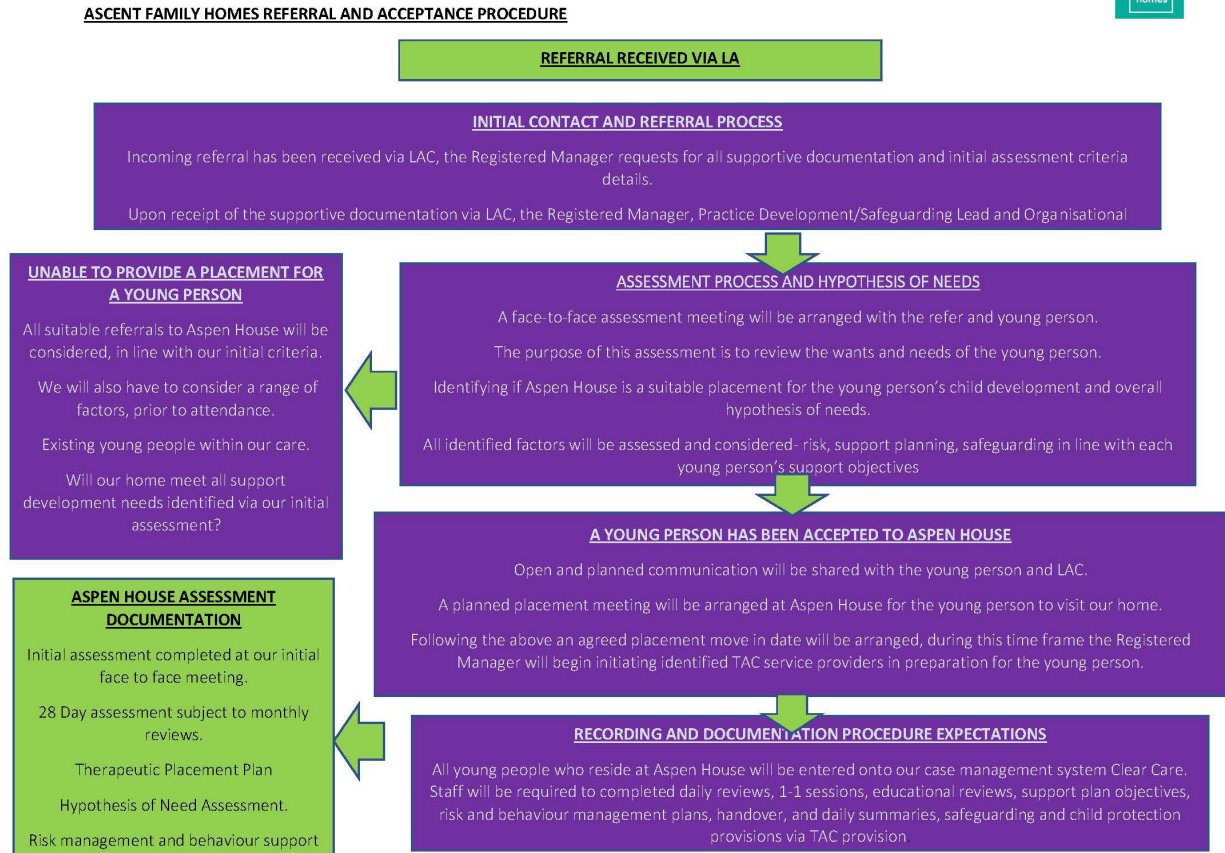 homes
ASCENT FAMILY HOMES REFERRAL AND ACCEPTANCE PROCEDURE
REFERRAL RECEIVED VIA LA
INITIAL CONTACT AND REFERRAL PROCESS
Incoming referral has been received via LAC, the Registered Manager requests for all supportive documentation and initial assessment criteria
details.
Upon receipt of the supportive documentation via LAC, the Registered Manager, Practice Development/Safeguarding Lead and Organisational
UNABLE TO PROVIDE A PLACEMENT FOR
A YOUNG PERSON
All suitable referrals to Aspen House will be
considered, in line with our initial criteria.
We will also have to consider a range of
factors, prior to attendance.
Existing young people within our care.
Will our home meet all support
development needs identified via our initial
assessment?
ASSESSMENT PROCESS AND HYPOTHESIS OF NEEDS
A face-to-face assessment meeting will be arranged with the refer and young person.
The purpose of this assessment is to review the wants and needs of the young person.
Identifying if Aspen House is a suitable placement for the young person's child development and overall
hypothesis of needs.
All identified factors will be assessed and considered- risk, support planning, safeguarding in line with each
young person's support objectives
A YOUNG PERSON HAS BEEN ACCEPTED TO ASPEN HOUSE
Open and planned communication will be shared with the young person and LAC.
A planned placement meeting will be arranged at Aspen House for the young person to visit our home.
Following the above an agreed placement move in date will be arranged, during this time frame the Registered
Manager will begin initiating identified TAC service providers in preparation for the young person.
ASPEN HOUSE ASSESSMENT
DOCUMENTATION
Initial assessment completed at our initial
face to face meeting.
28 Day assessment subject to monthly
reviews.
Therapeutic Placement Plan
Hypothesis of Need Assessment.
Risk management and behaviour support
RECORDING AND DOCUMENTATION PROCEDURE EXPECTATIONS
All young people who reside at Aspen House will be entered onto our case management system Clear Care.
Staff will be required to completed daily reviews, 1-1 sessions, educational reviews, support plan objectives,
risk and behaviour management plans, handover, and daily summaries, safeguarding and child protection
provisions via TAC provision